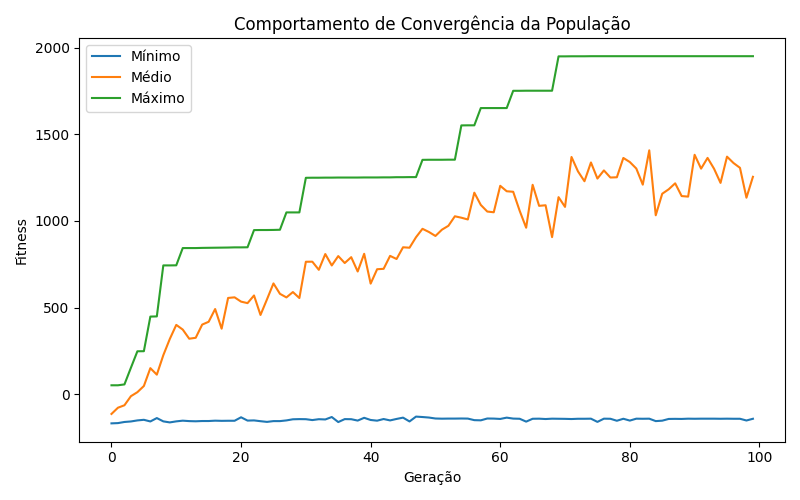 Comportamento de Convergência da População
Mínimo
Médio
Máximo
2000
1500
1000
500
0
Fitness
0 20 40 60 80 100
Geração